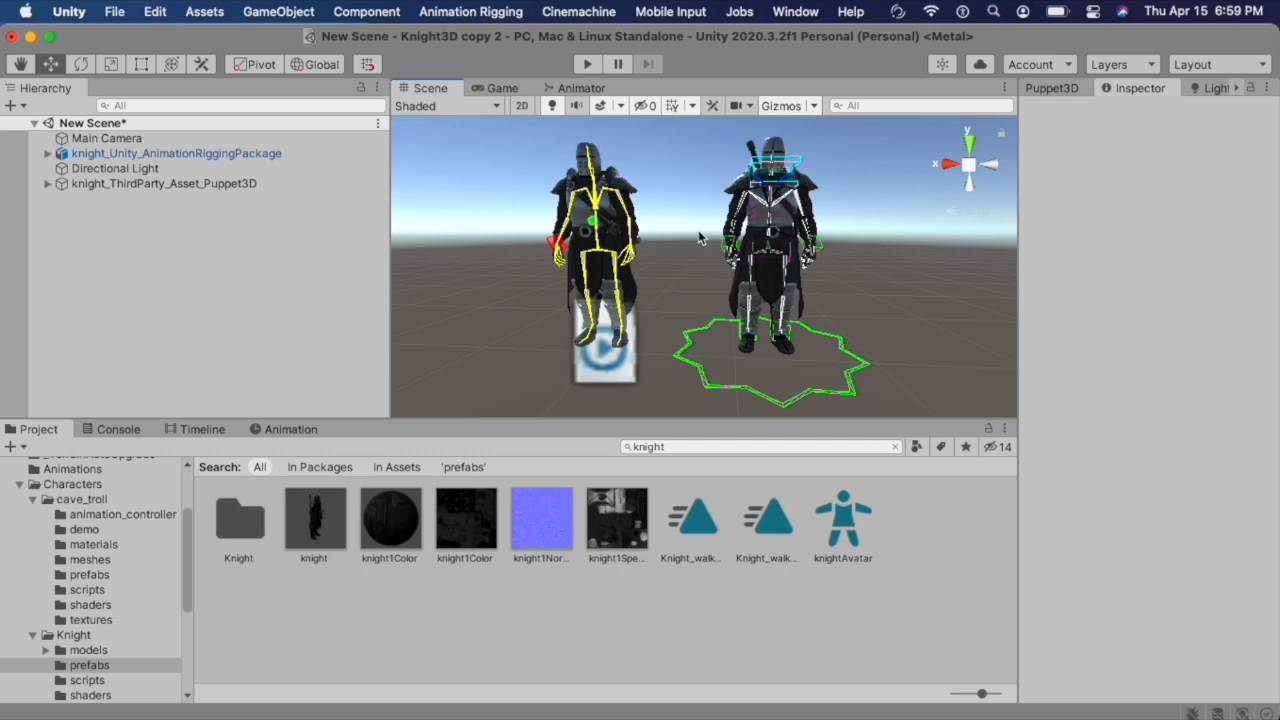 Unity File Edit Assets GameObject Component Animation Rigging Cinemachine Mobile Input Jobs Window Help Thu Apr 15 6:59 PM
New Scene - Knight3D copy 2 - PC, Mac & Linux Standalone - Unity 2020.3.2f1 Personal (Personal) <Metal>
Pivot Global Account Layers Layout
Hierarchy Scene Game Animator Puppet3D Inspector Light
All Shaded 2D 0 Gizmos All
New Scene*
Main Camera
knight_Unity_AnimationRiggingPackage
Directional Light
knight_ThirdParty_Asset_Puppet3D
y
x
Project Console Timeline Animation
knight 14
Search: All In Packages In Assets 'prefabs'
Animations
Characters
cave_troll
animation_controller
demo
materials
meshes
prefabs
scripts
shaders
textures
Knight
models
prefabs
scripts
shaders
Knight knight knight1Color knight1Color knight1Nor... knight1Spe... Knight_walk... Knight_walk... knightAvatar